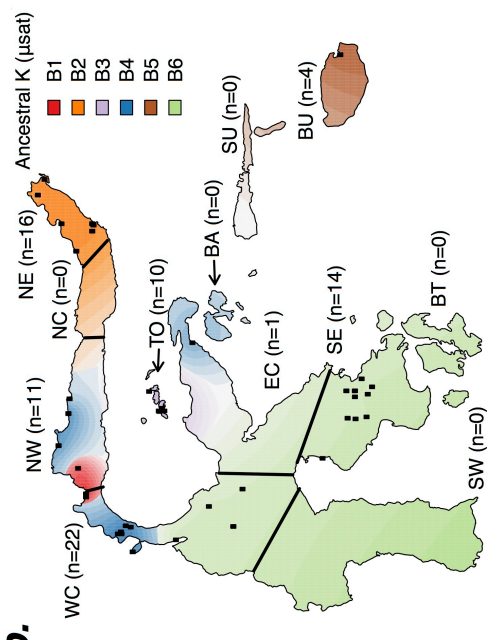 b.
Ancestral K (µsat)
B1
B2
B3
B4
B5
B6
NE (n=16)
NC (n=0)
NW (n=11)
WC (n=22)
TO (n=10)
BA (n=0)
SU (n=0)
BU (n=4)
EC (n=1)
SE (n=14)
BT (n=0)
SW (n=0)